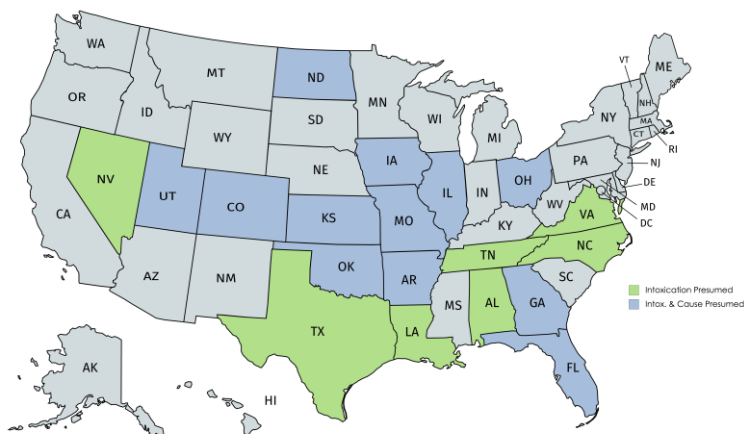 WA
MT
ND
MN
VT
ME
OR
ID
WY
SD
WI
MI
NY
NH
MA
CT
RI
NV
UT
CO
NE
IA
IL
IN
OH
PA
NJ
DE
MD
DC
CA
KS
MO
KY
WV
VA
AZ
NM
OK
AR
TN
NC
SC
TX
LA
MS
AL
GA
FL
AK
HI
Intoxication Presumed
Intox. & Cause Presumed